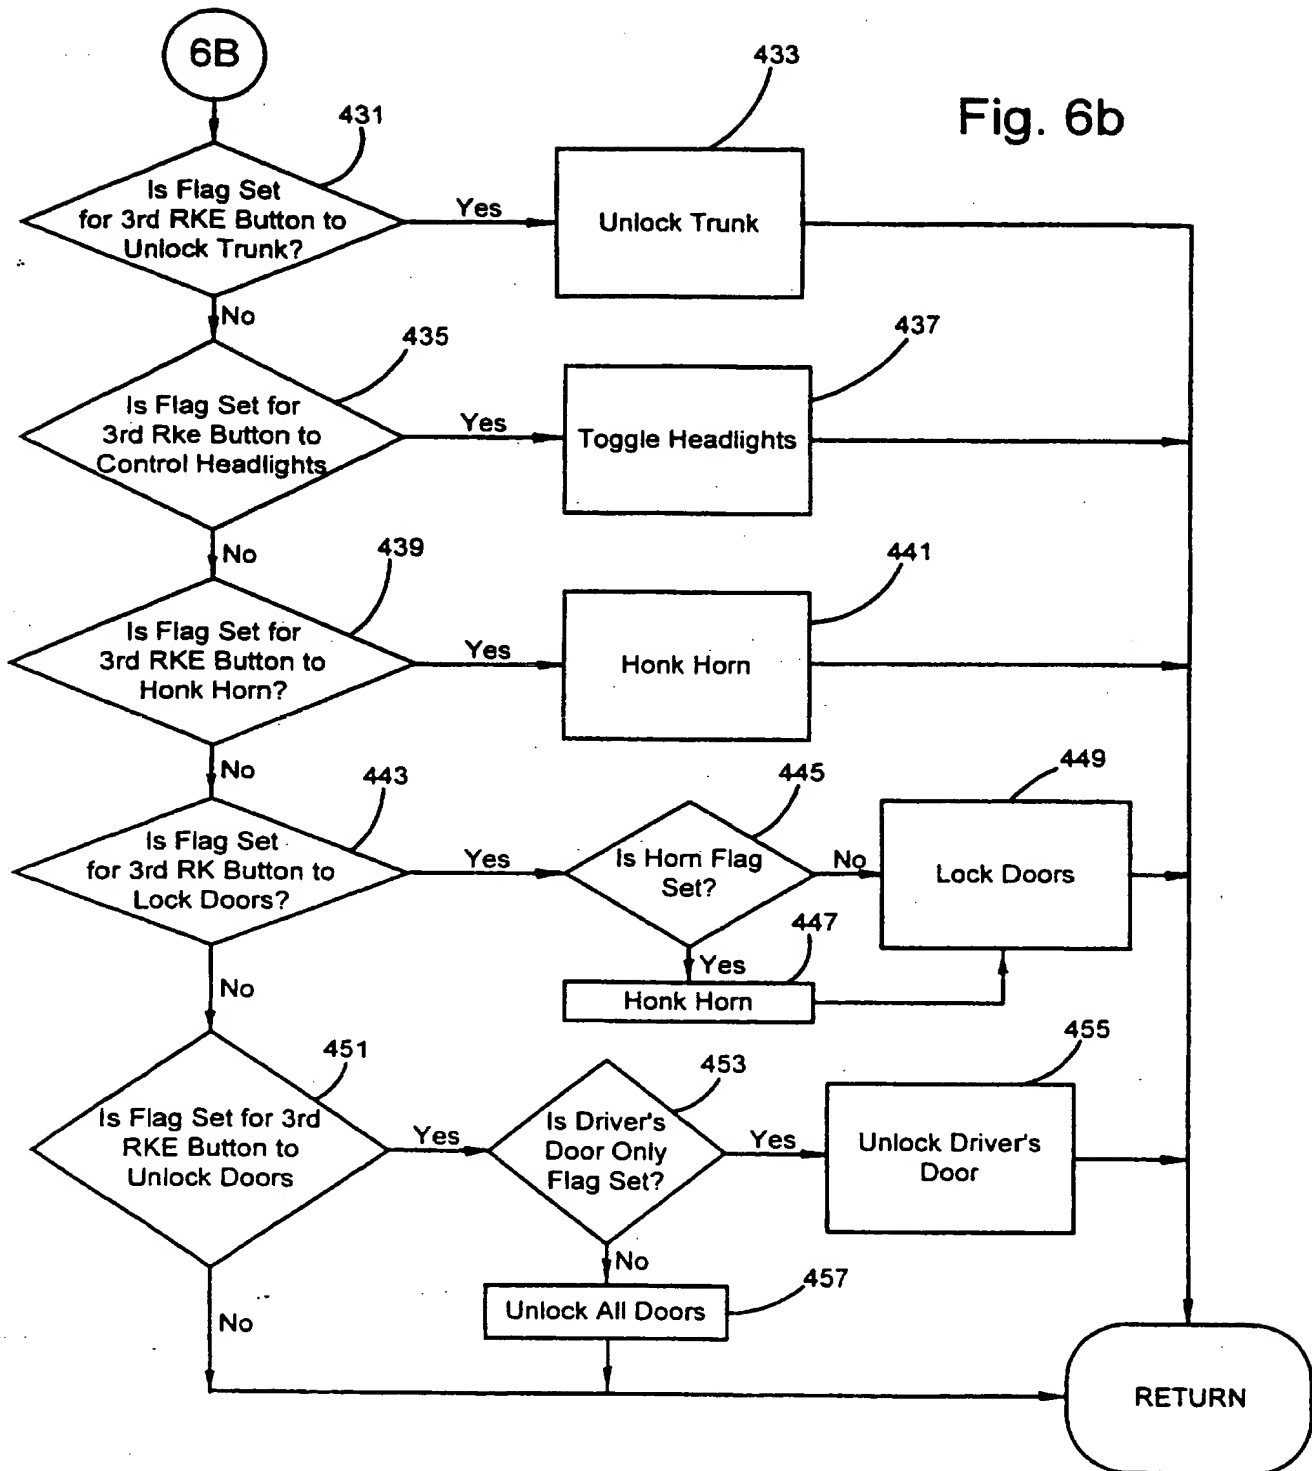 6B
Fig. 6b
431
433
Is Flag Set
for 3rd RKE Button to
Unlock Trunk?
Yes
Unlock Trunk
No
435
437
Is Flag Set for
3rd Rke Button to
Control Headlights
Yes
Toggle Headlights
No
439
441
Is Flag Set for
3rd RKE Button to
Honk Horn?
Yes
Honk Horn
No
443
445
449
Is Flag Set
for 3rd RK Button to
Lock Doors?
Yes
Is Horn Flag
Set?
No
Lock Doors
447
Yes
Honk Horn
No
451
453
455
Is Flag Set for 3rd
RKE Button to
Unlock Doors
Yes
Is Driver's
Door Only
Flag Set?
Yes
Unlock Driver's
Door
No
457
Unlock All Doors
No
RETURN